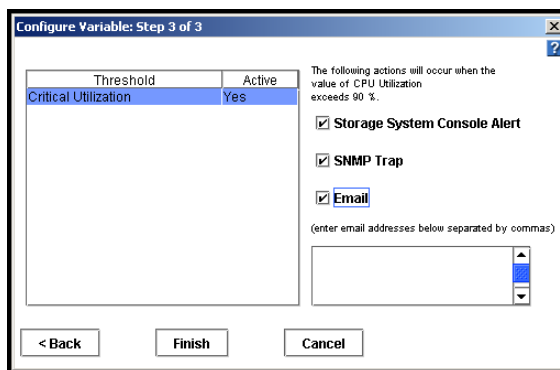 Configure Variable: Step 3 of 3
?
Threshold Active
Critical Utilization Yes
The following actions will occur when the
value of CPU Utilization
exceeds 90 %.
Storage System Console Alert
SNMP Trap
Email
(enter email addresses below separated by commas)
< Back Finish Cancel